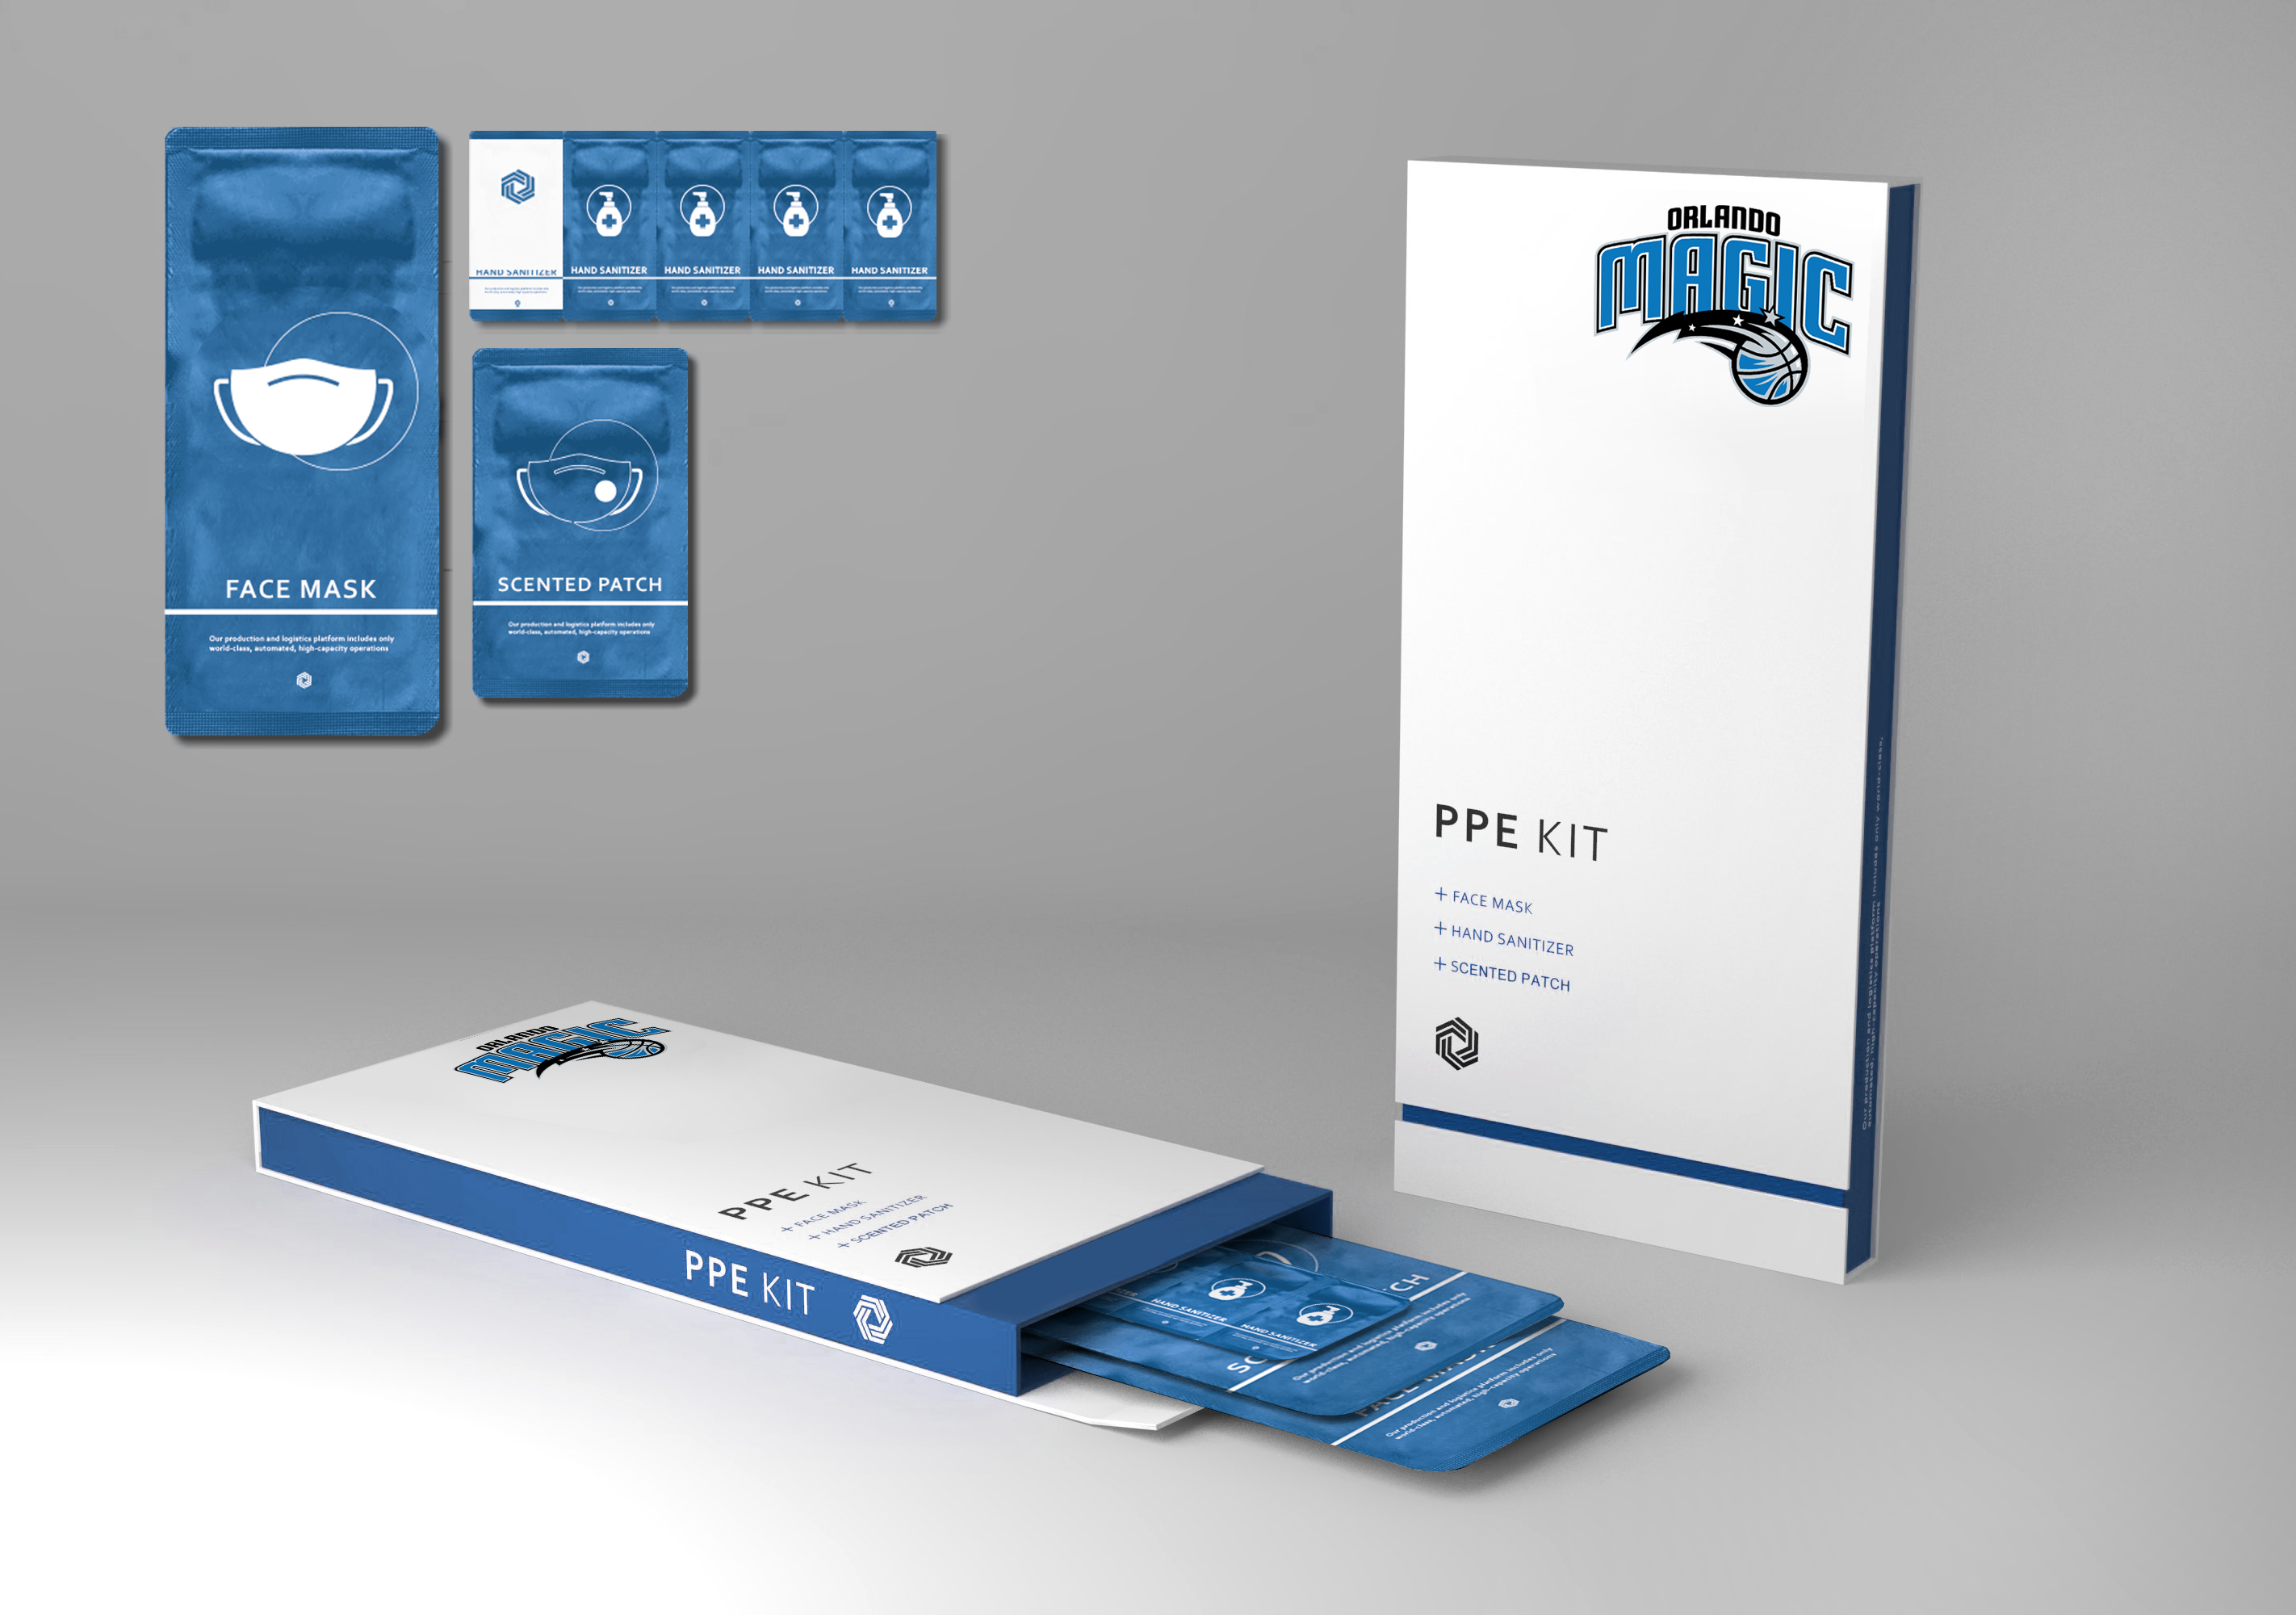 FACE MASK
Our production and logistics platform includes only
world-class, automated, high-capacity operations
HAND SANITIZER
HAND SANITIZER
HAND SANITIZER
HAND SANITIZER
HAND SANITIZER
SCENTED PATCH
Our production and logistics platform includes only
world-class, automated, high-capacity operations
ORLANDO
MAGIC
PPE KIT
+ FACE MASK
+ HAND SANITIZER
+ SCENTED PATCH
Our production and logistics platform includes only world-class,
automated, high-capacity operations
ORLANDO
MAGIC
PPE KIT
+ FACE MASK
+ HAND SANITIZER
+ SCENTED PATCH
PPE KIT
HAND SANITIZER
HAND SANITIZER
Our production and logistics platform includes only
world-class, automated, high-capacity operations
FACE MASK
Our production and logistics platform includes only
world-class, automated, high-capacity operations